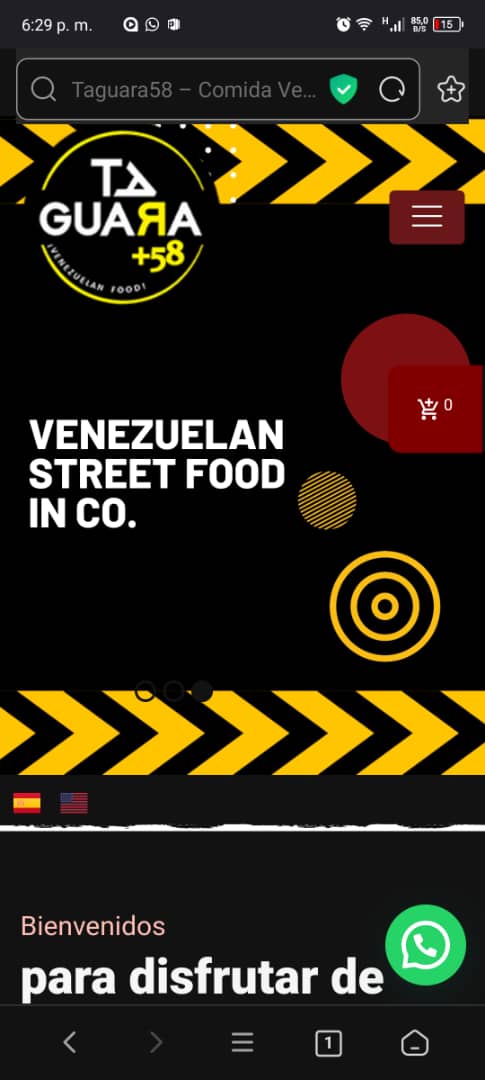 6:29 p. m.
H
85,0
B/S
15
Taguara58 – Comida Ve...
TA
GUAЯA
+58
¡VENEZUELAN FOOD!
0
VENEZUELAN
STREET FOOD
IN CO.
Bienvenidos
para disfrutar de
1